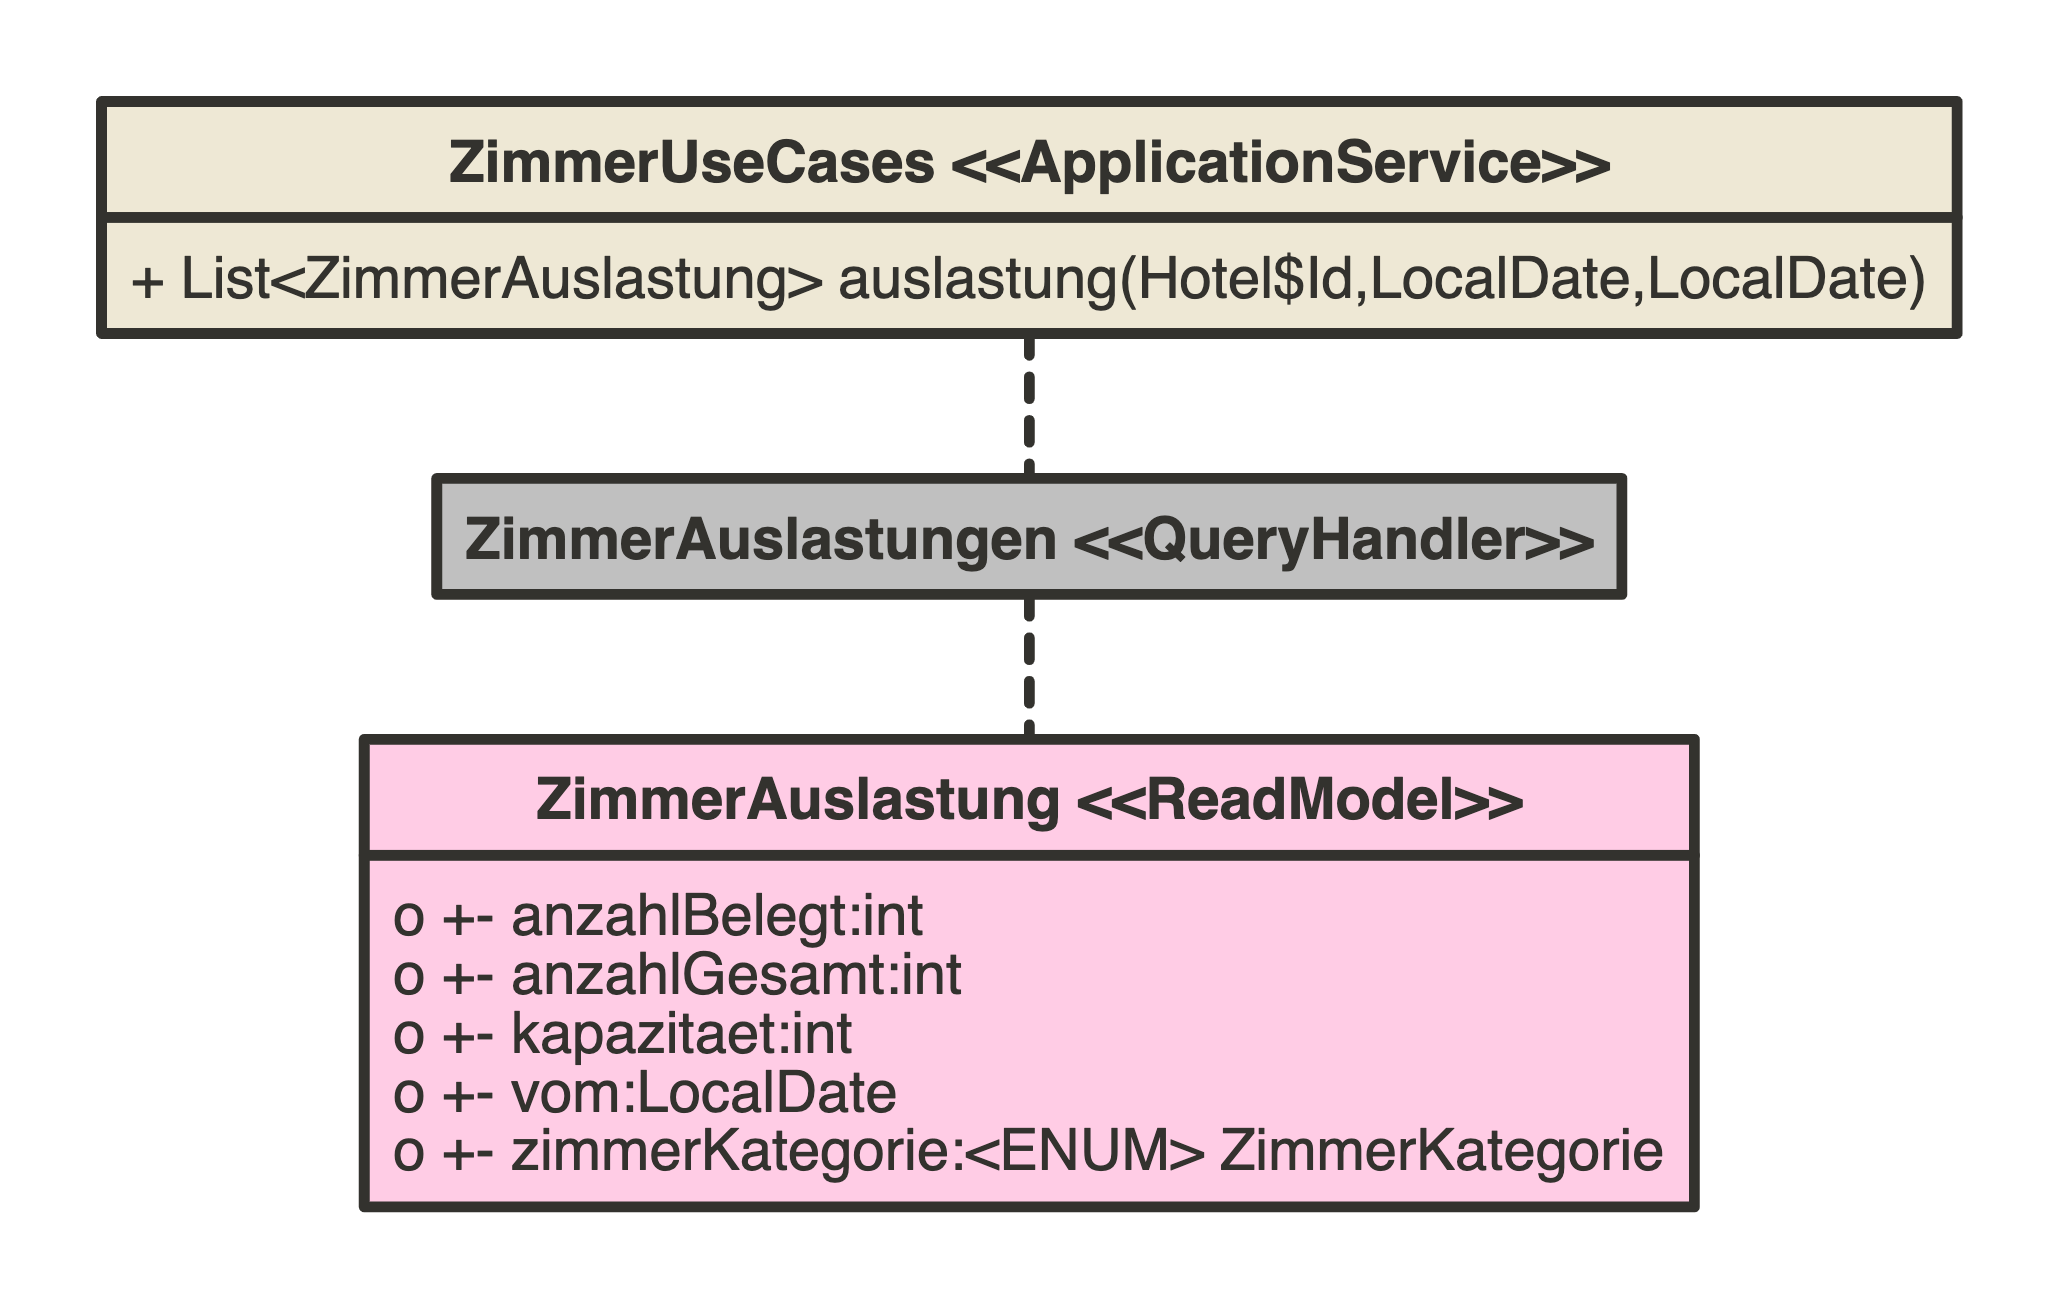 ZimmerUseCases <<ApplicationService>>
+ List<ZimmerAuslastung> auslastung(Hotel$Id,LocalDate,LocalDate)
ZimmerAuslastungen <<QueryHandler>>
ZimmerAuslastung <<ReadModel>>
o +- anzahlBelegt:int
o +- anzahlGesamt:int
o +- kapazitaet:int
o +- vom:LocalDate
o +- zimmerKategorie:<ENUM> ZimmerKategorie